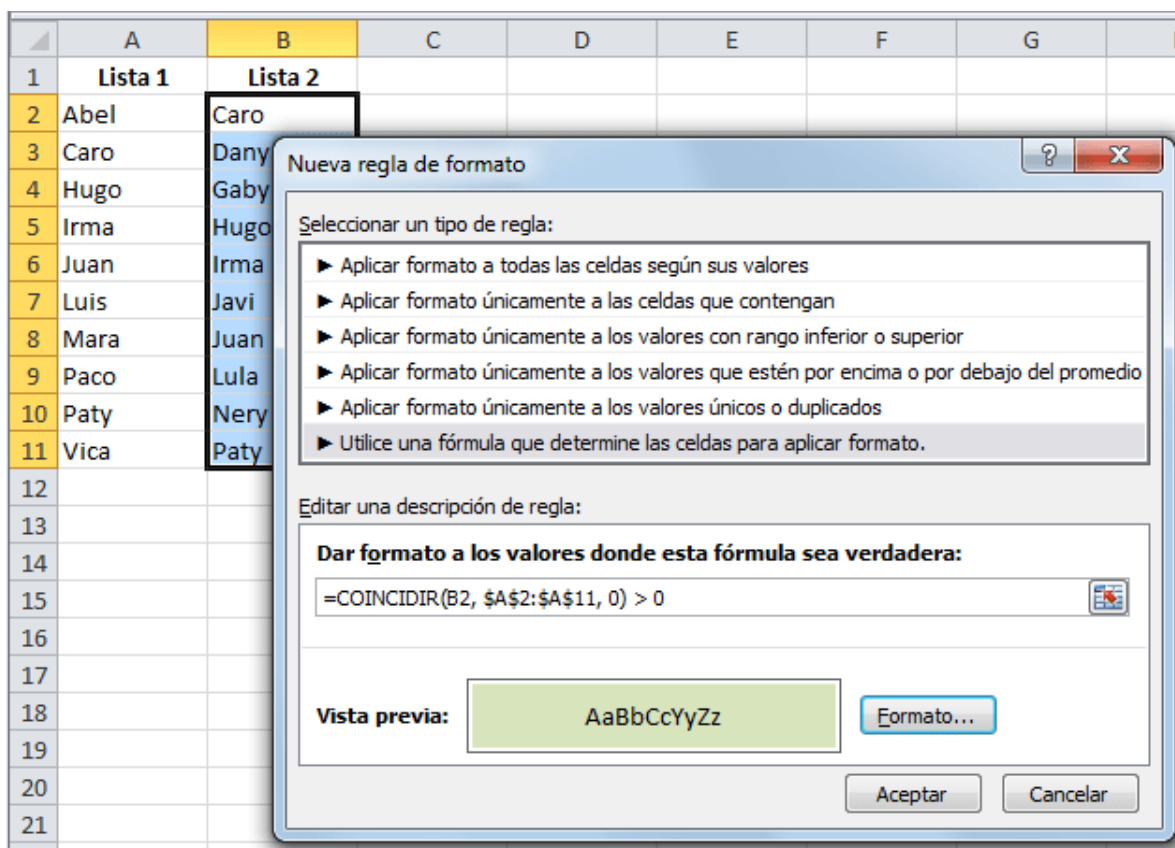 A B C D E F G
1 Lista 1 Lista 2
2 Abel Caro
3 Caro Dany
Nueva regla de formato
4 Hugo Gaby
5 Irma Hugo
Seleccionar un tipo de regla:
6 Juan Irma
► Aplicar formato a todas las celdas según sus valores
7 Luis Javi
► Aplicar formato únicamente a las celdas que contengan
8 Mara Juan
► Aplicar formato únicamente a los valores con rango inferior o superior
9 Paco Lula
► Aplicar formato únicamente a los valores que estén por encima o por debajo del promedio
10 Paty Nery
► Aplicar formato únicamente a los valores únicos o duplicados
11 Vica Paty
► Utilice una fórmula que determine las celdas para aplicar formato.
12
Editar una descripción de regla:
13
14
Dar formato a los valores donde esta fórmula sea verdadera:
15
=COINCIDIR(B2, $A$2:$A$11, 0) > 0
16
17
18
Vista previa: AaBbCcYyZz Formato...
19
20
Aceptar Cancelar
21